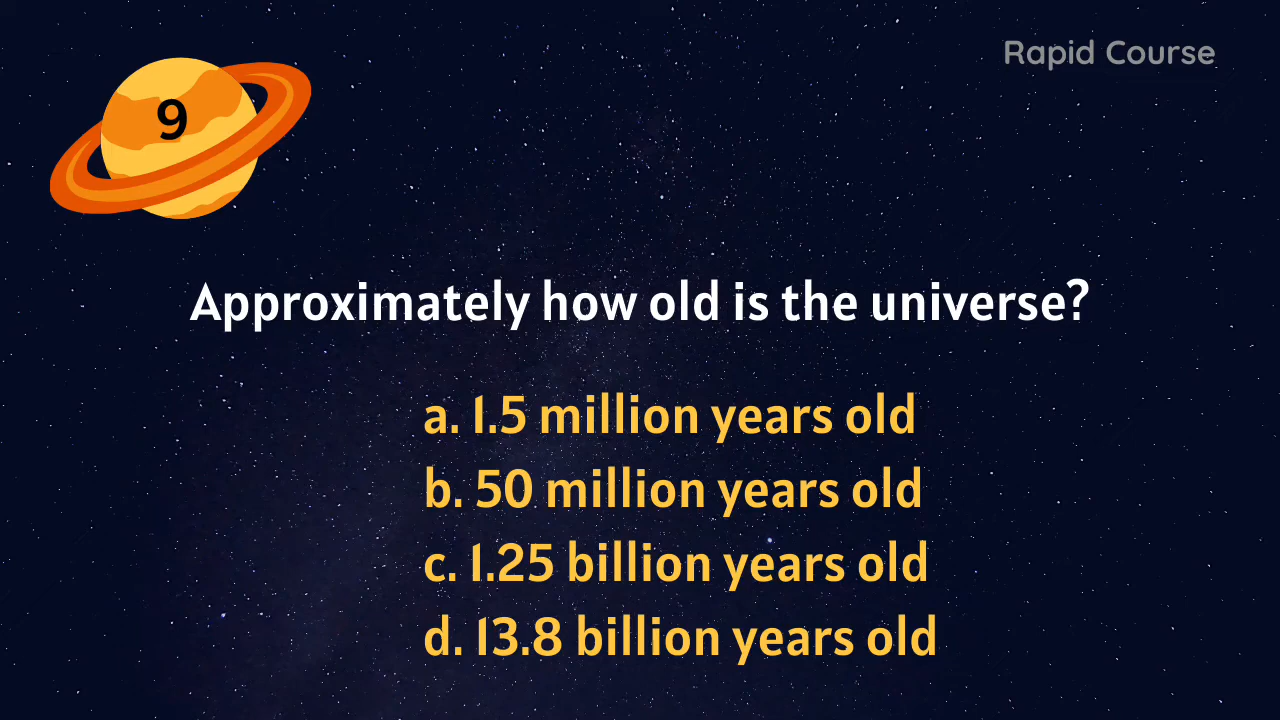 9
Rapid Course
Approximately how old is the universe?
a. 1.5 million years old
b. 50 million years old
c. 1.25 billion years old
d. 13.8 billion years old